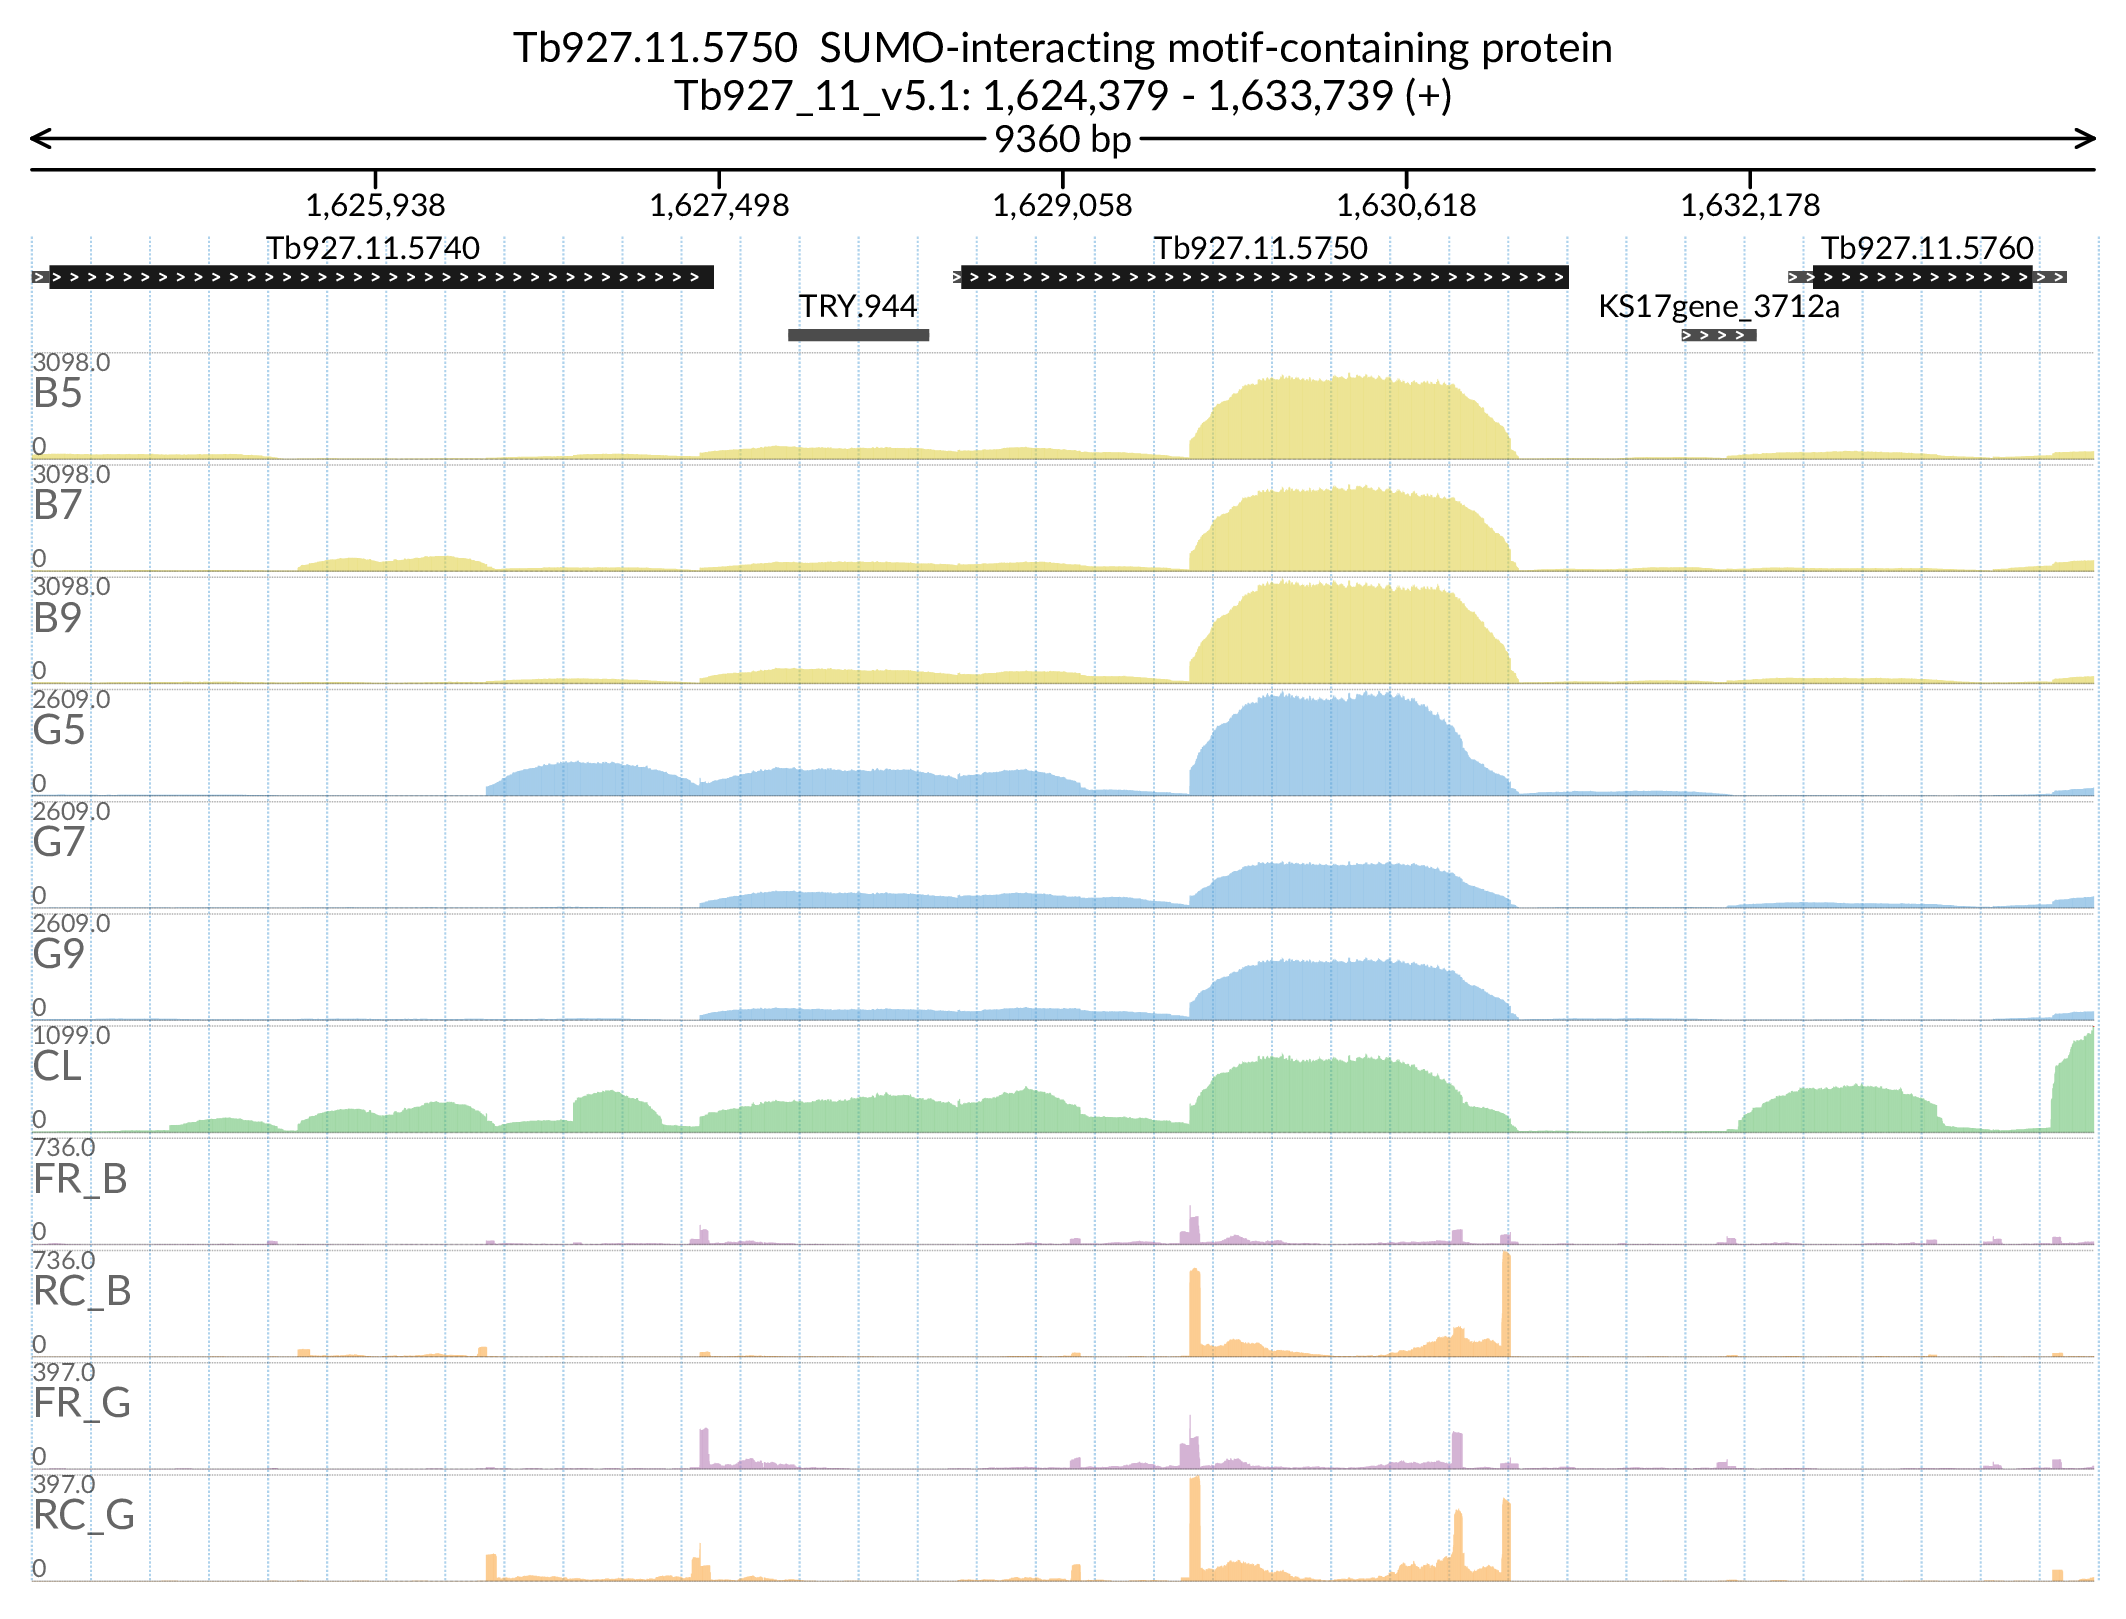 Tb927.11.5750  SUMO-interacting motif-containing protein
Tb927_11_v5.1: 1,624,379 - 1,633,739 (+)
9360 bp
1,625,938 1,627,498 1,629,058 1,630,618 1,632,178
Tb927.11.5740 Tb927.11.5750 Tb927.11.5760
TRY.944 KS17gene_3712a
3098.0
B5
0
3098.0
B7
0
3098.0
B9
0
2609.0
G5
0
2609.0
G7
0
2609.0
G9
0
1099.0
CL
0
736.0
FR_B
0
736.0
RC_B
0
397.0
FR_G
0
397.0
RC_G
0